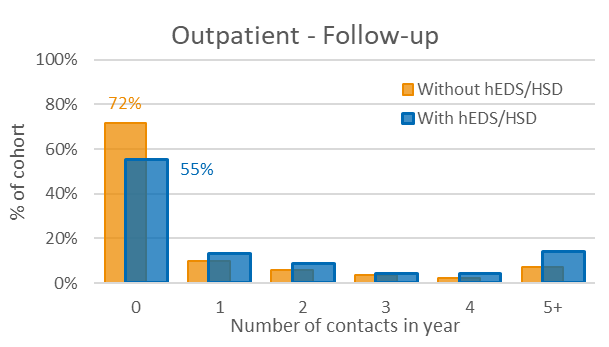 Outpatient - Follow-up
100%
80%
60%
40%
20%
0%
% of cohort
72%
55%
Without hEDS/HSD
With hEDS/HSD
0 1 2 3 4 5+
Number of contacts in year